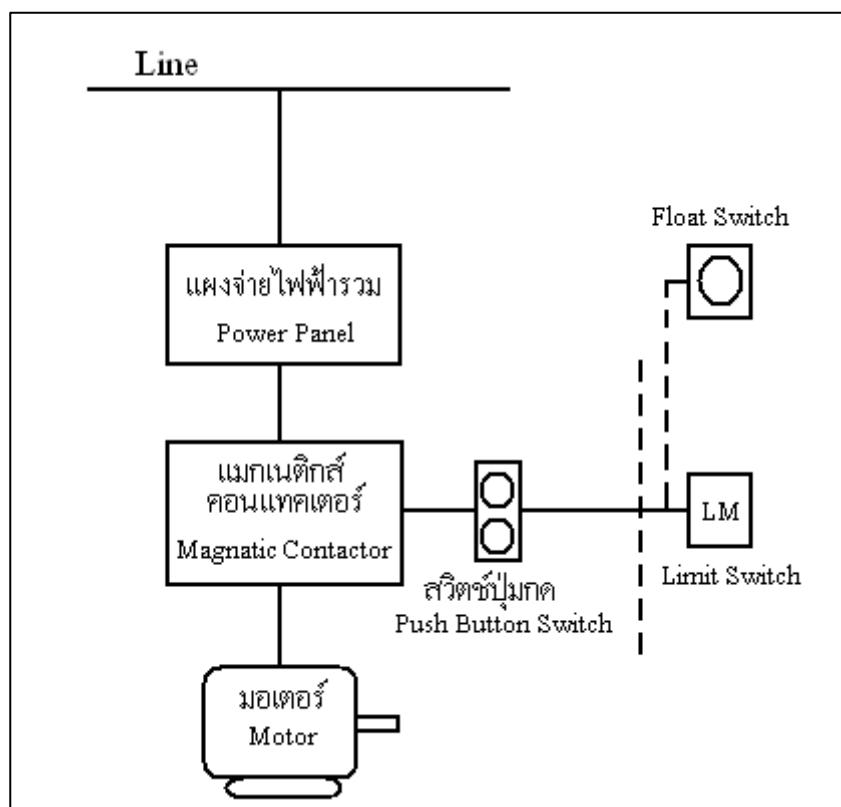 Line
Float Switch
แผงจ่ายไฟฟ้ารวม
Power Panel
แมกเนติกส์
คอนแทคเตอร์
Magnatic Contactor
LM
Limit Switch
สวิตช์ปุ่มกด
Push Button Switch
มอเตอร์
Motor